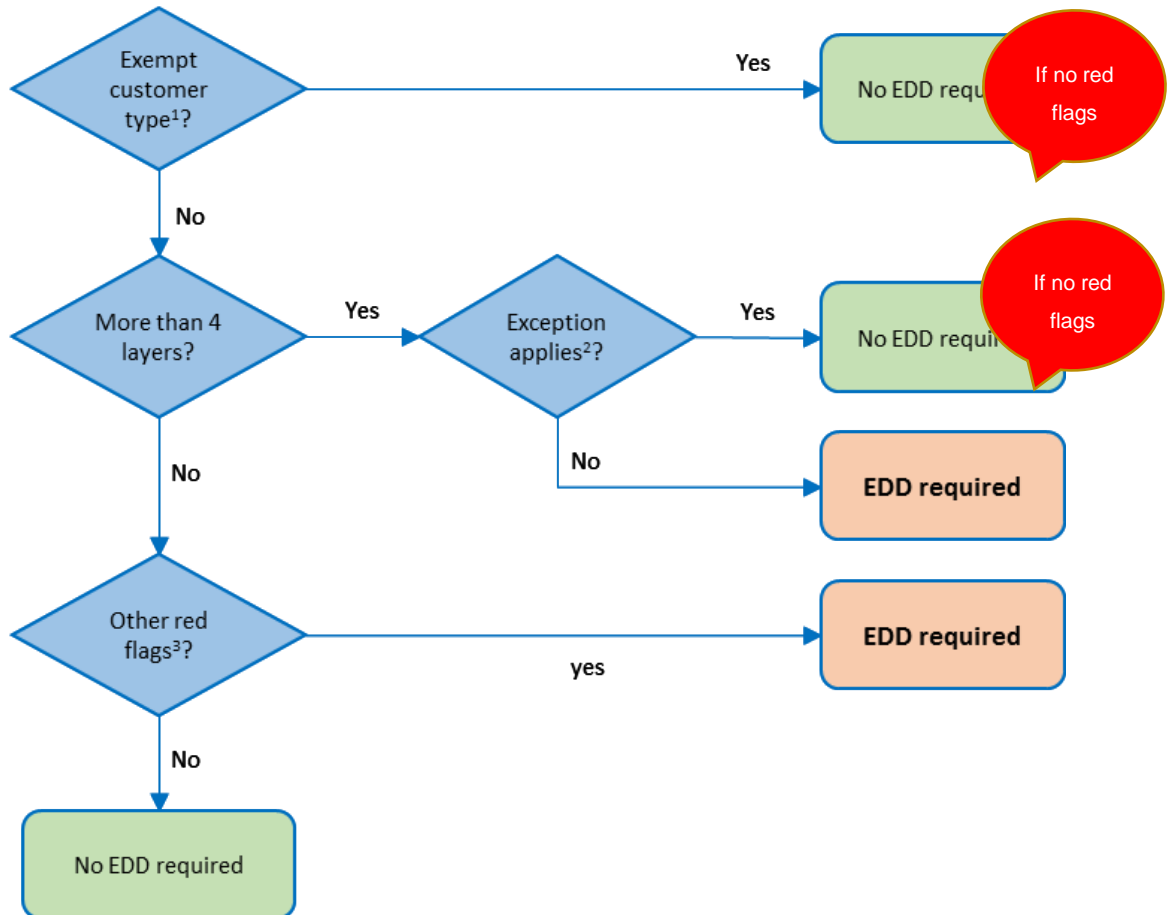 Exempt
customer
type¹?
Yes
No EDD requ
If no red
flags
No
More than 4
layers?
Yes
Exception
applies²?
Yes
No EDD requir
If no red
flags
No
EDD required
No
Other red
flags³?
yes
EDD required
No
No EDD required